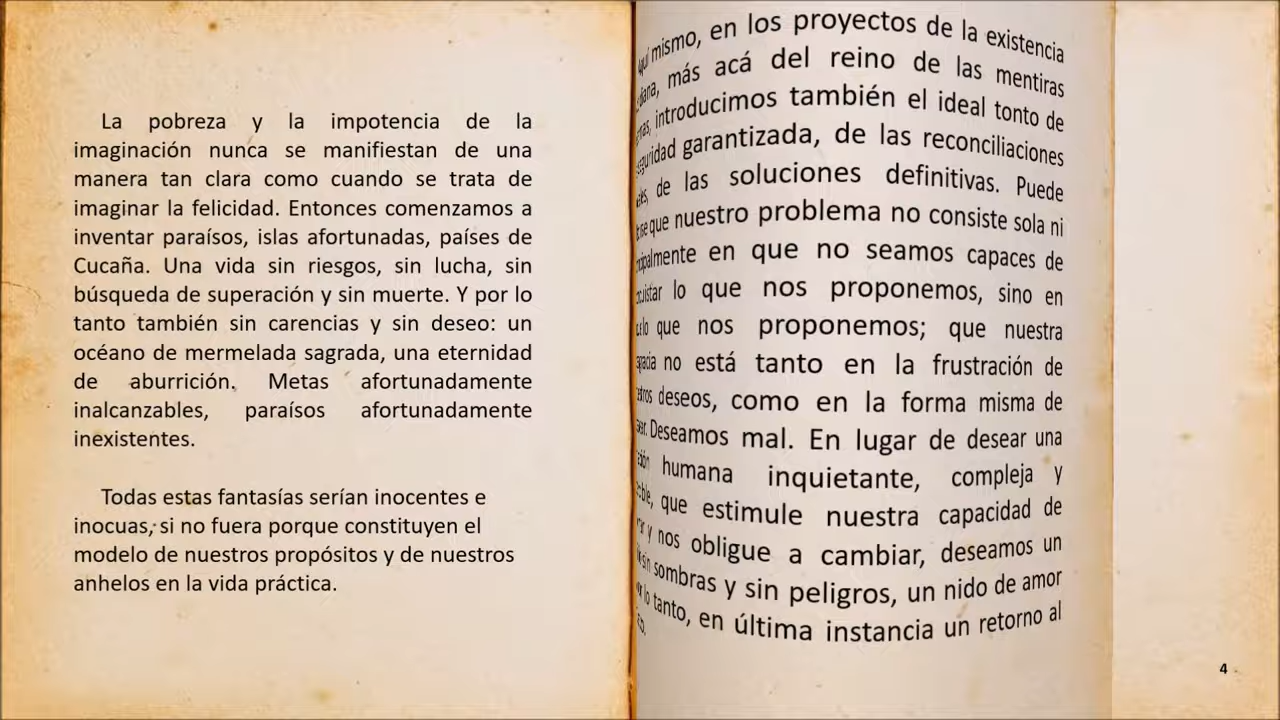 La pobreza y la impotencia de la
imaginación nunca se manifiestan de una
manera tan clara como cuando se trata de
imaginar la felicidad. Entonces comenzamos a
inventar paraísos, islas afortunadas, países de
Cucaña. Una vida sin riesgos, sin lucha, sin
búsqueda de superación y sin muerte. Y por lo
tanto también sin carencias y sin deseo: un
océano de mermelada sagrada, una eternidad
de aburrición. Metas afortunadamente
inalcanzables, paraísos afortunadamente
inexistentes.
Todas estas fantasías serían inocentes e
inocuas, si no fuera porque constituyen el
modelo de nuestros propósitos y de nuestros
anhelos en la vida práctica.
mismo, en los proyectos de la existencia
más acá del reino de las mentiras
introducimos también el ideal tonto de
garantizada, de las reconciliaciones
de las soluciones definitivas. Puede
que nuestro problema no consiste sola ni
en que no seamos capaces de
lo que nos proponemos, sino en
que nos proponemos; que nuestra
no está tanto en la frustración de
deseos, como en la forma misma de
Deseamos mal. En lugar de desear una
humana inquietante, compleja y
que estimule nuestra capacidad de
y nos obligue a cambiar, deseamos un
sombras y sin peligros, un nido de amor
lo tanto, en última instancia un retorno al
4